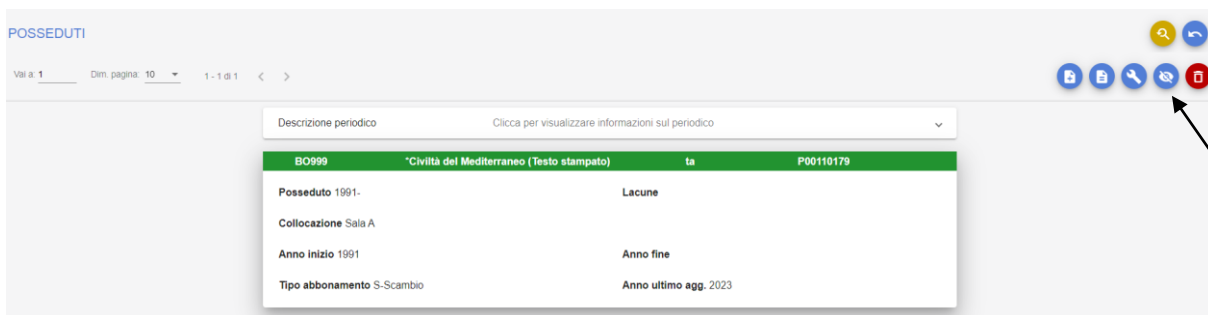 POSSEDUTI
Vai a: 1 Dim. pagina: 10 1 - 1 di 1
Descrizione periodico Clicca per visualizzare informazioni sul periodico
BO999 *Civiltà del Mediterraneo (Testo stampato) ta P00110179
Posseduto 1991- Lacune
Collocazione Sala A
Anno inizio 1991 Anno fine
Tipo abbonamento S-Scambio Anno ultimo agg. 2023